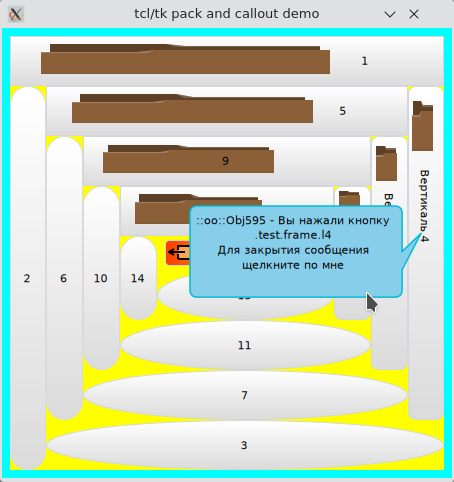 tcl/tk pack and callout demo
1
5
9
::oo::Obj595 - Вы нажали кнопку
.test.frame.l4
Для закрытия сообщения
щелкните по мне
Вертикаль 4
2
6
10
14
11
7
3